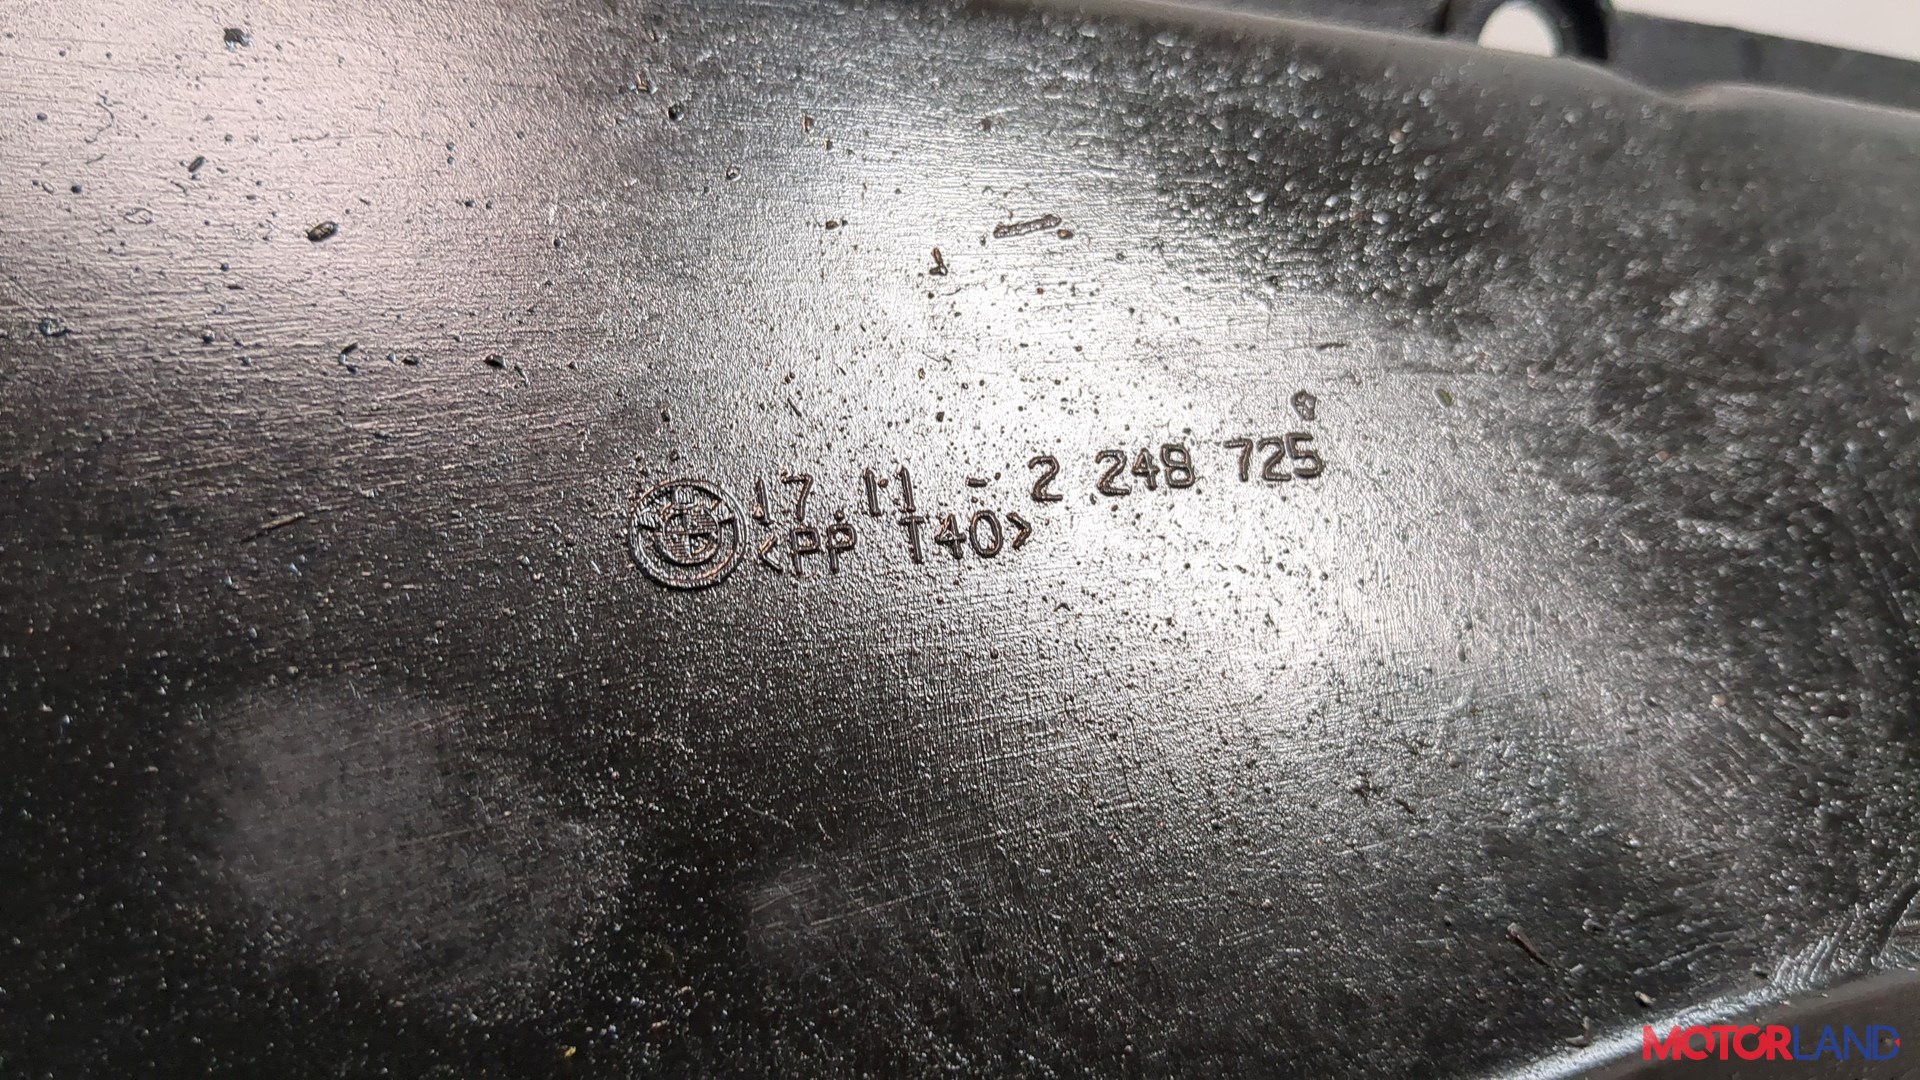 17.11 - 2 248 725
<PP T40>
MOTORLAND